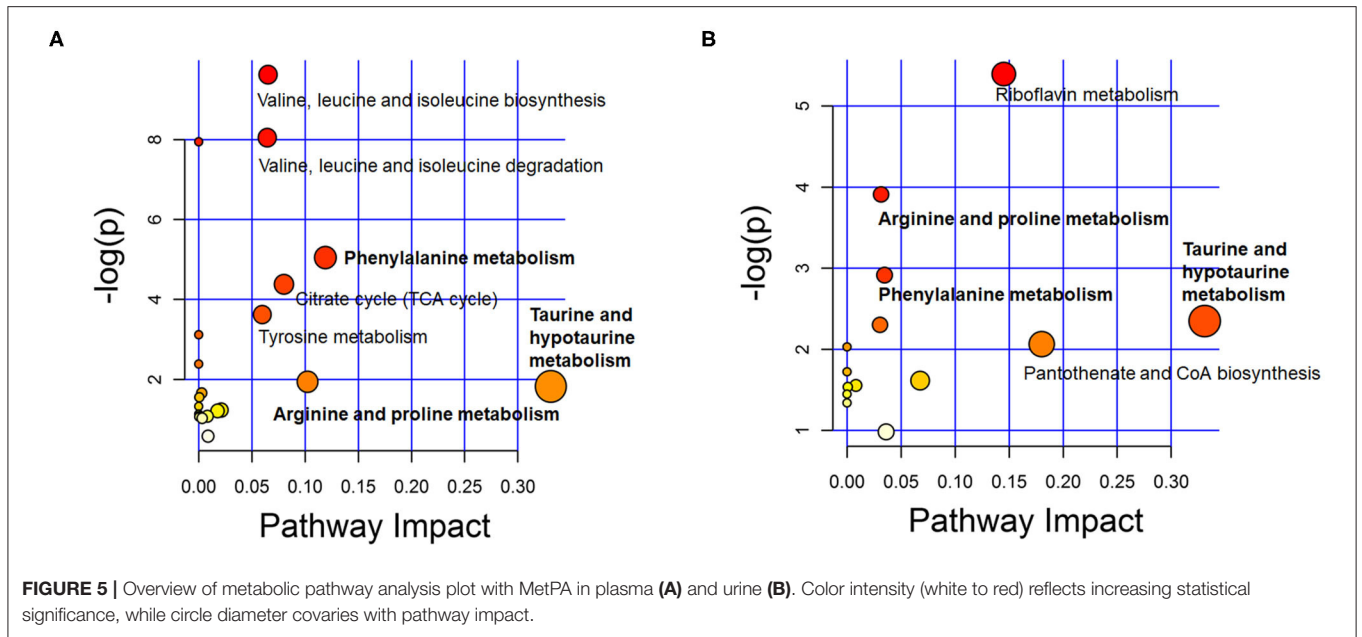 A
Valine, leucine and isoleucine biosynthesis
8
Valine, leucine and isoleucine degradation
6
-log(p)
Phenylalanine metabolism
4
Citrate cycle (TCA cycle)
Tyrosine metabolism
Taurine and
hypotaurine
metabolism
2
Arginine and proline metabolism
0.00 0.05 0.10 0.15 0.20 0.25 0.30
Pathway Impact
B
Riboflavin metabolism
5
4
Arginine and proline metabolism
-log(p)
3
Taurine and
hypotaurine
metabolism
Phenylalanine metabolism
2
Pantothenate and CoA biosynthesis
1
0.00 0.05 0.10 0.15 0.20 0.25 0.30
Pathway Impact
FIGURE 5 | Overview of metabolic pathway analysis plot with MetPA in plasma (A) and urine (B). Color intensity (white to red) reflects increasing statistical
significance, while circle diameter covaries with pathway impact.